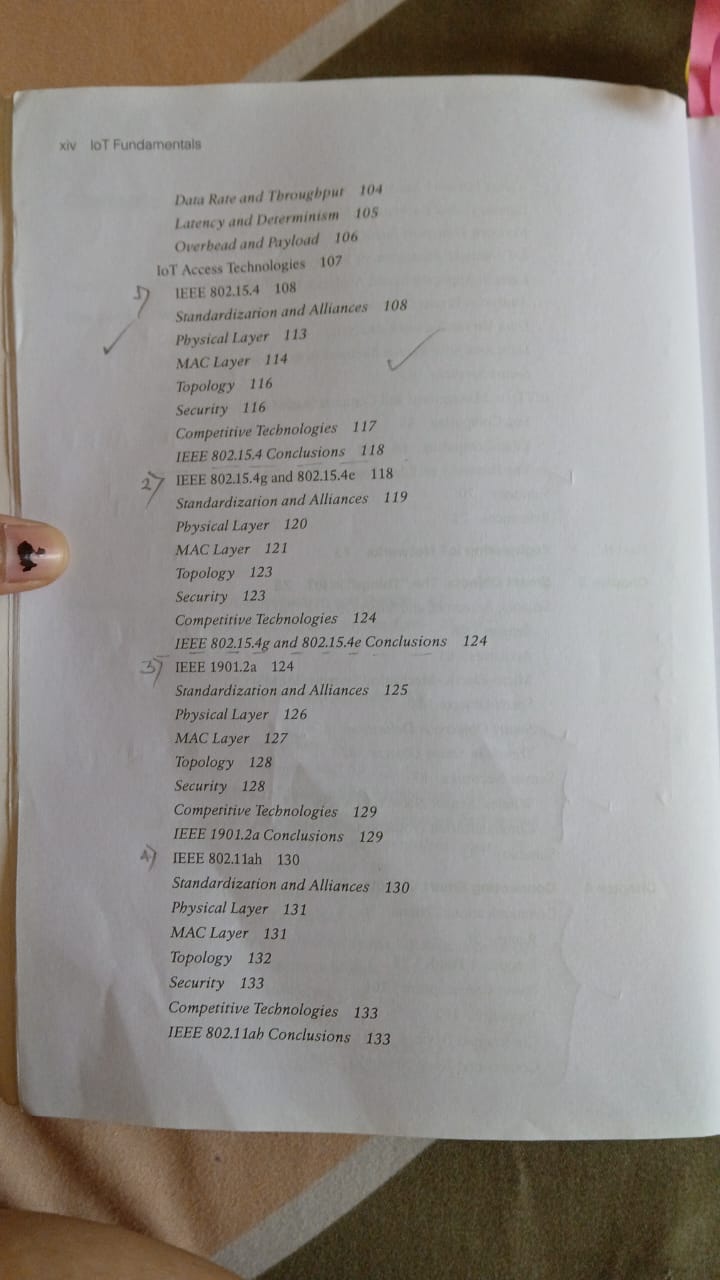 xiv IoT Fundamentals
Data Rate and Throughput 104
Latency and Determinism 105
Overhead and Payload 106
IoT Access Technologies 107
IEEE 802.15.4 108
Standardization and Alliances 108
Physical Layer 113
MAC Layer 114
Topology 116
Security 116
Competitive Technologies 117
IEEE 802.15.4 Conclusions 118
2) IEEE 802.15.4g and 802.15.4e 118
Standardization and Alliances 119
Physical Layer 120
MAC Layer 121
Topology 123
Security 123
Competitive Technologies 124
IEEE 802.15.4g and 802.15.4e Conclusions 124
3) IEEE 1901.2a 124
Standardization and Alliances 125
Physical Layer 126
MAC Layer 127
Topology 128
Security 128
Competitive Technologies 129
IEEE 1901.2a Conclusions 129
4) IEEE 802.11ah 130
Standardization and Alliances 130
Physical Layer 131
MAC Layer 131
Topology 132
Security 133
Competitive Technologies 133
IEEE 802.11ah Conclusions 133